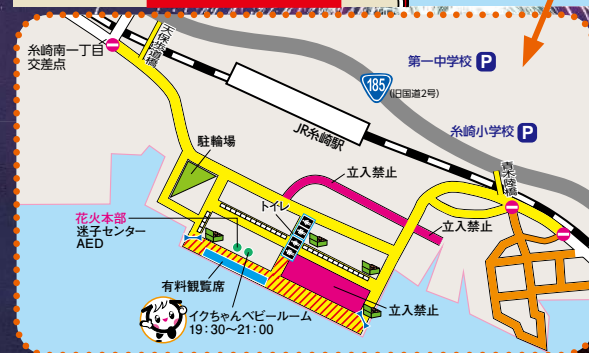 糸崎南一丁目
交差点
天保歩道橋
第一中学校 P
185
(旧国道2号)
糸崎小学校 P
JR糸崎駅
駐輪場
青木陸橋
立入禁止
トイレ
花火本部
迷子センター
AED
立入禁止
有料観覧席
立入禁止
イクちゃんベビールーム
19:30〜21:00